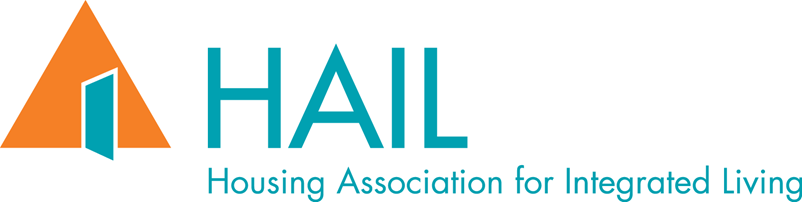 HAIL
Housing Association for Integrated Living